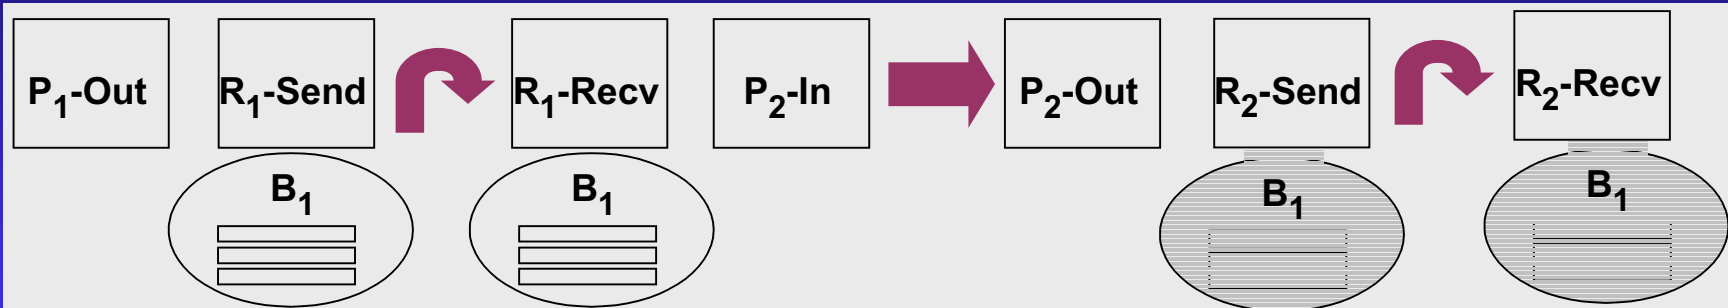 P1-Out R1-Send R1-Recv P2-In P2-Out R2-Send R2-Recv
B1 B1 B1 B1